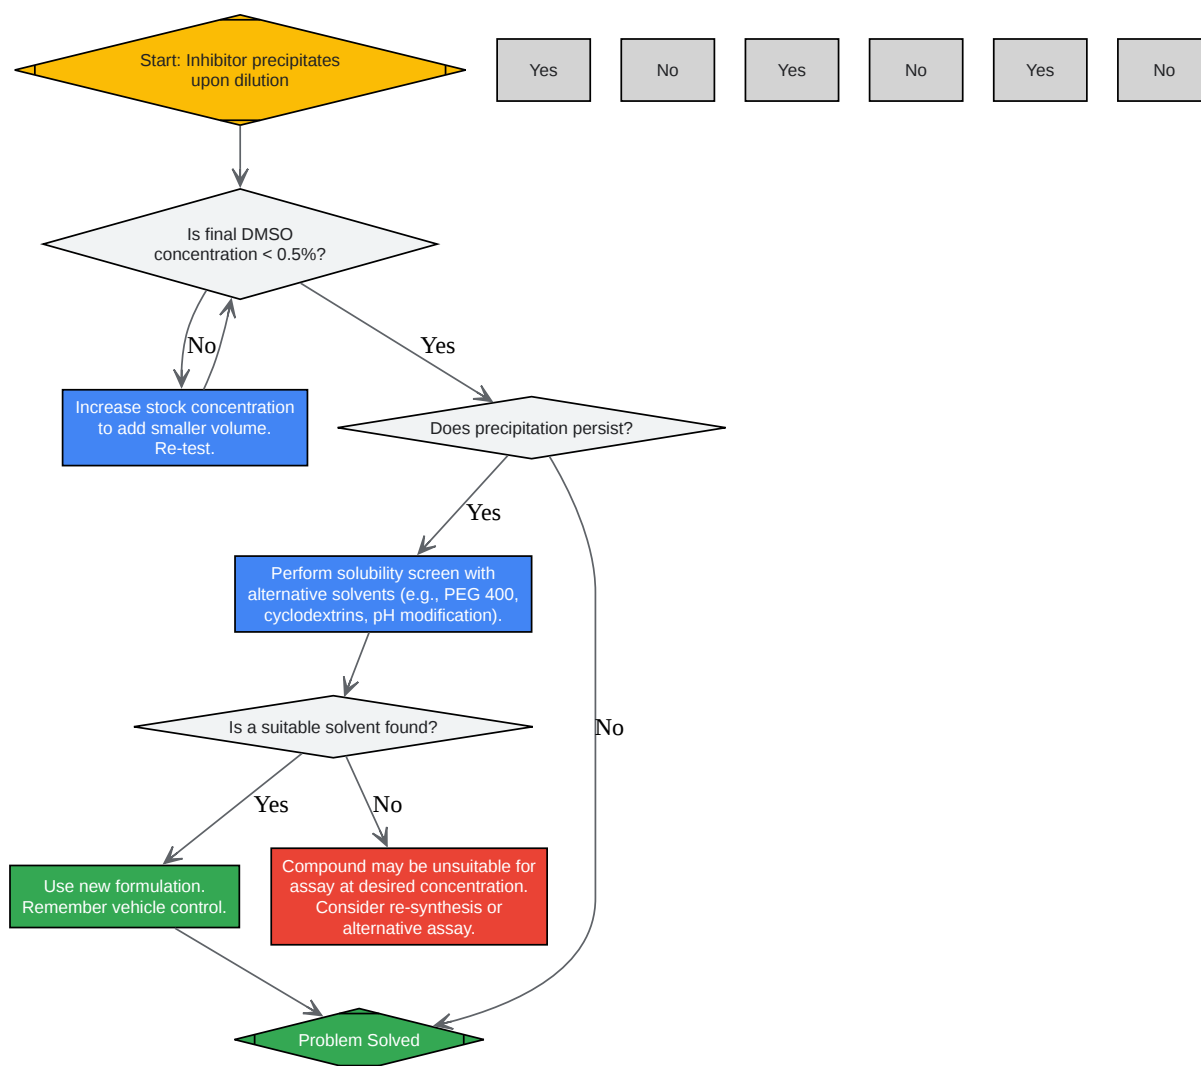 Start: Inhibitor precipitates
upon dilution
Yes
No
Yes
No
Yes
No
Is final DMSO
concentration < 0.5%?
No
Yes
Increase stock concentration
to add smaller volume.
Re-test.
Does precipitation persist?
Yes
Perform solubility screen with
alternative solvents (e.g., PEG 400,
cyclodextrins, pH modification).
Is a suitable solvent found?
No
Yes
No
Use new formulation.
Remember vehicle control.
Compound may be unsuitable for
assay at desired concentration.
Consider re-synthesis or
alternative assay.
Problem Solved